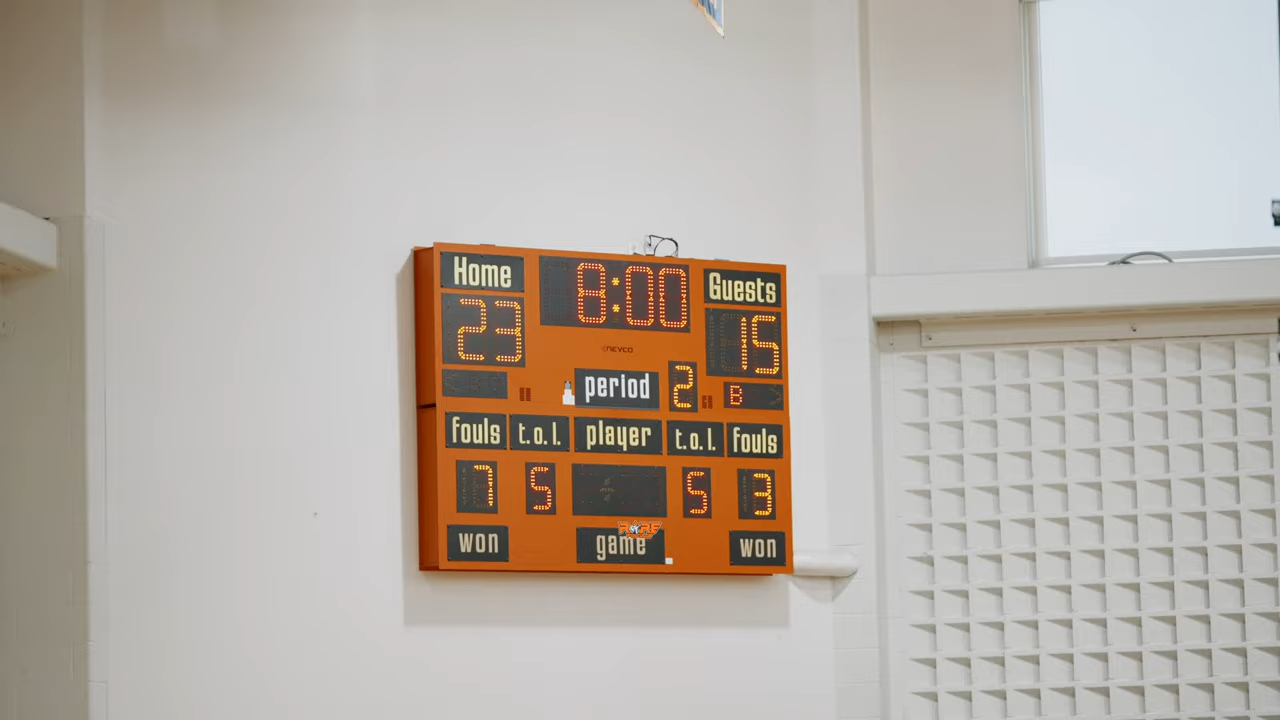 Home 8:00 Guests
23 15
NEVCO
period 2 B
fouls t.o.l. player t.o.l. fouls
7 5 5 3
won game won